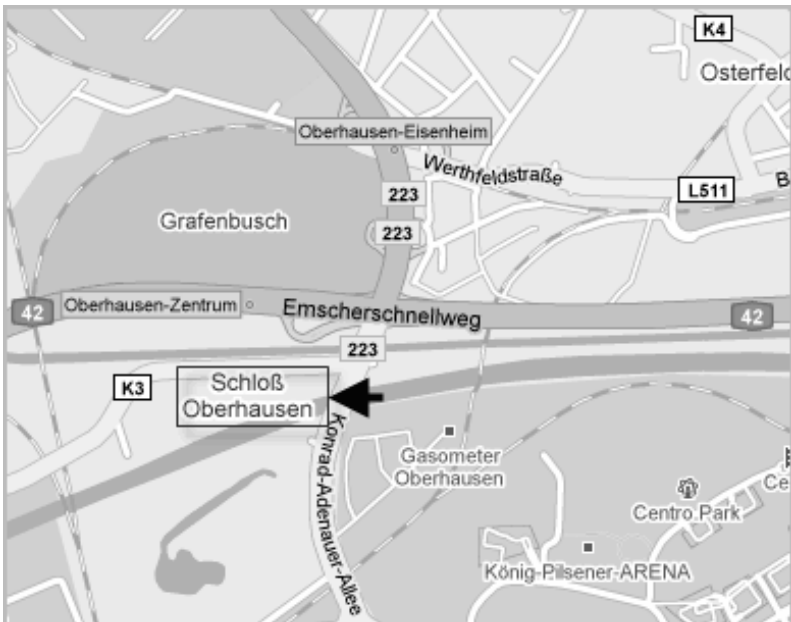 K4
Osterfeld
Oberhausen-Eisenheim
Werthfeldstraße
223
L511
B
Grafenbusch
223
Oberhausen-Zentrum
42
Emscherschnellweg
42
223
K3
Schloß
Oberhausen
Konrad-Adenauer-Allee
Gasometer
Oberhausen
Ce
Centro.Park
König-Pilsener-ARENA